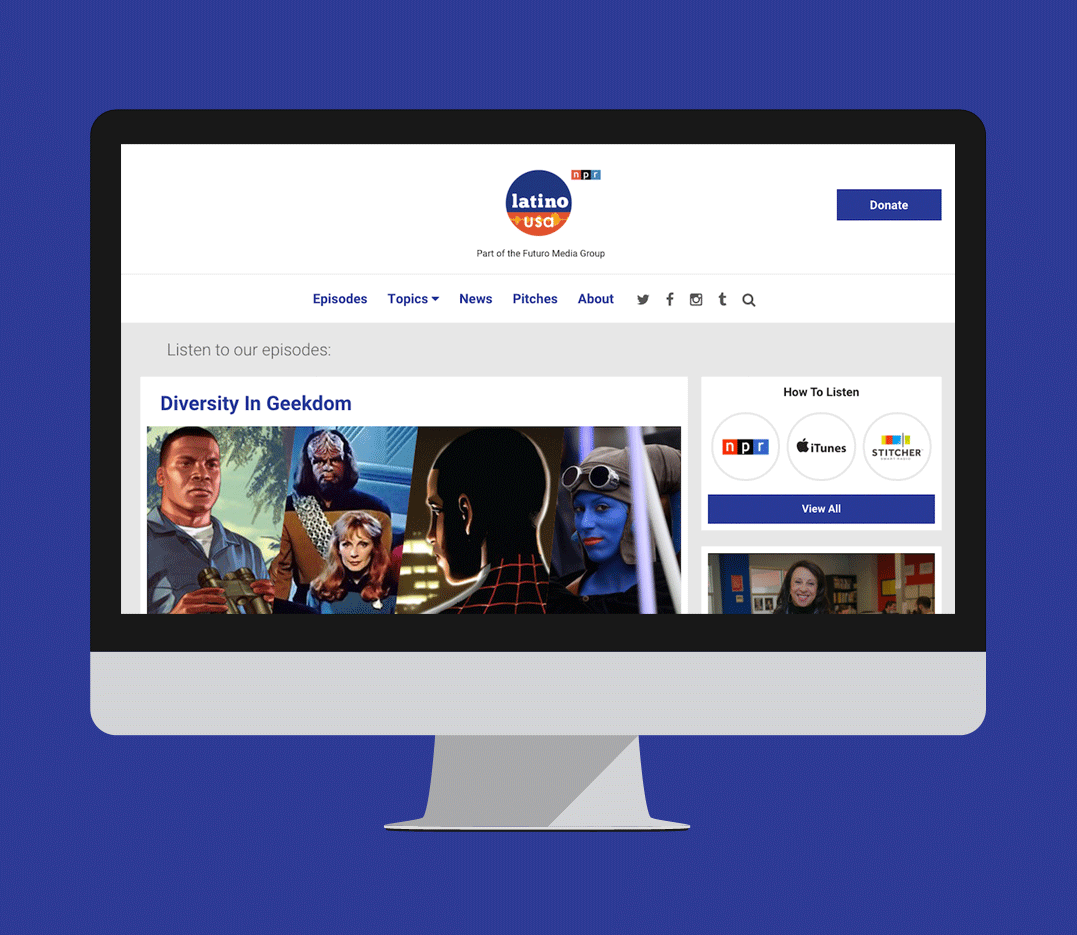 npr
latino
usa
Donate
Part of the Futuro Media Group
Episodes Topics News Pitches About
Listen to our episodes:
Diversity In Geekdom
How To Listen
npr iTunes STITCHER
View All